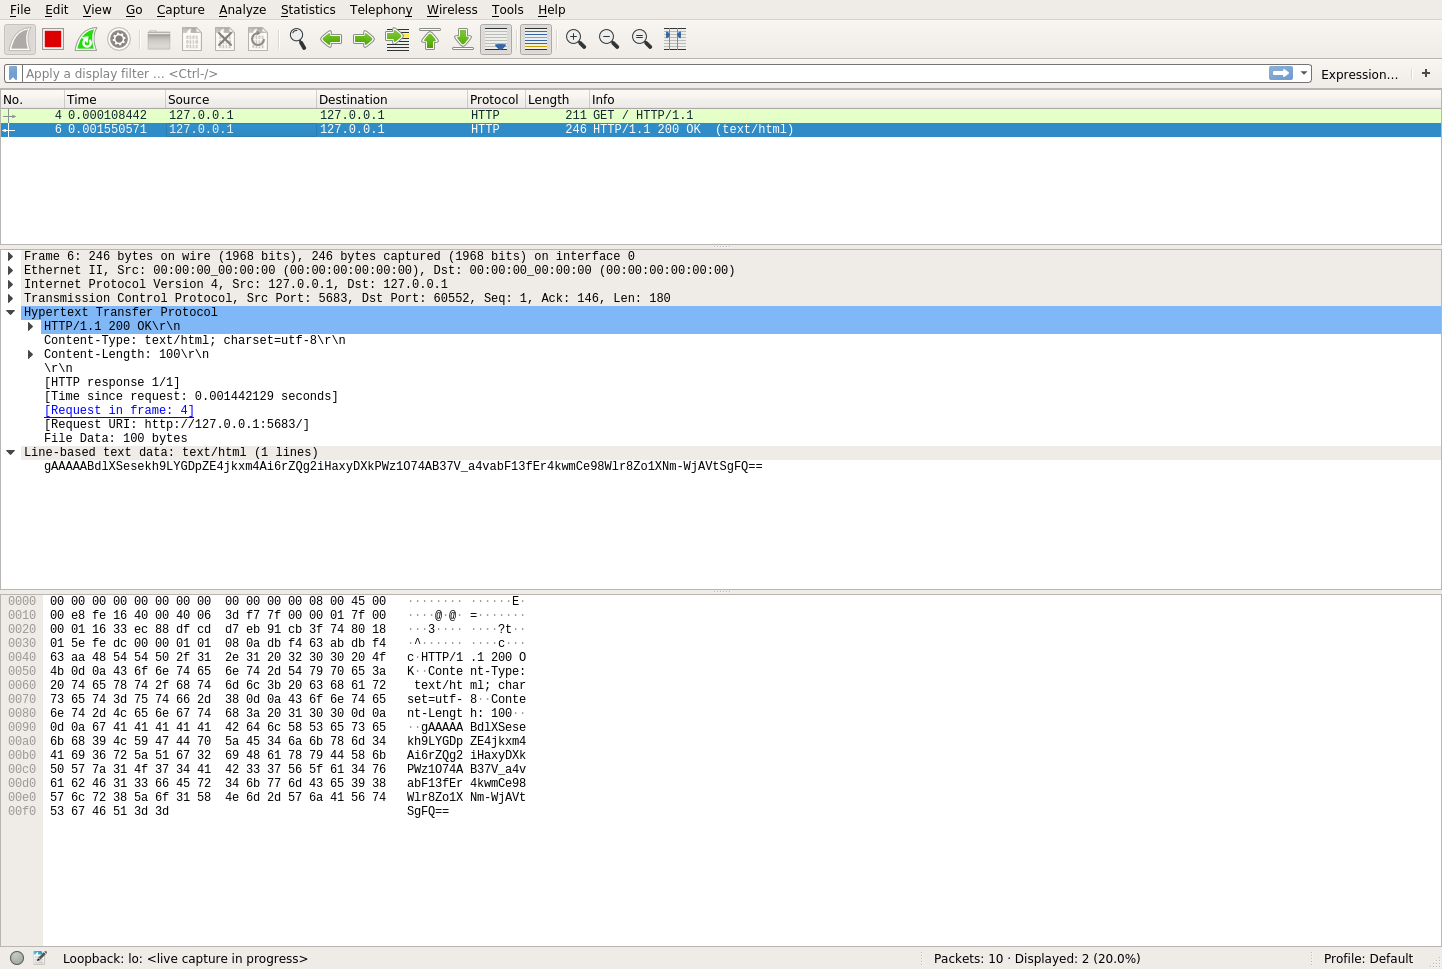 File Edit View Go Capture Analyze Statistics Telephony Wireless Tools Help
Apply a display filter ... <Ctrl-/> Expression... +
No. Time Source Destination Protocol Length Info
4 0.000108442 127.0.0.1 127.0.0.1 HTTP 211 GET / HTTP/1.1
6 0.001550571 127.0.0.1 127.0.0.1 HTTP 246 HTTP/1.1 200 OK (text/html)
Frame 6: 246 bytes on wire (1968 bits), 246 bytes captured (1968 bits) on interface 0
Ethernet II, Src: 00:00:00_00:00:00 (00:00:00:00:00:00), Dst: 00:00:00_00:00:00 (00:00:00:00:00:00)
Internet Protocol Version 4, Src: 127.0.0.1, Dst: 127.0.0.1
Transmission Control Protocol, Src Port: 5683, Dst Port: 60552, Seq: 1, Ack: 146, Len: 180
Hypertext Transfer Protocol
HTTP/1.1 200 OK\r\n
Content-Type: text/html; charset=utf-8\r\n
Content-Length: 100\r\n
\r\n
[HTTP response 1/1]
[Time since request: 0.001442129 seconds]
[Request in frame: 4]
[Request URI: http://127.0.0.1:5683/]
File Data: 100 bytes
Line-based text data: text/html (1 lines)
gAAAAABdlXSesekh9LYGDpZE4jkxm4Ai6rZQg2iHaxyDXkPWz1O74AB37V_a4vabF13fEr4kwmCe98Wlr8Zo1XNm-WjAVtSgFQ==
0000 00 00 00 00 00 00 00 00 00 00 00 00 08 00 45 00 ········ ······E·
0010 00 e8 fe 16 40 00 40 06 3d f7 7f 00 00 01 7f 00 ····@·@· =·······
0020 00 01 16 33 ec 88 df cd d7 eb 91 cb 3f 74 80 18 ···3···· ····?t··
0030 01 5e fe dc 00 00 01 01 08 0a db f4 63 ab db f4 ·^······ ····c···
0040 63 aa 48 54 54 50 2f 31 2e 31 20 32 30 30 20 4f c·HTTP/1 .1 200 O
0050 4b 0d 0a 43 6f 6e 74 65 6e 74 2d 54 79 70 65 3a K··Conte nt-Type:
0060 20 74 65 78 74 2f 68 74 6d 6c 3b 20 63 68 61 72 text/ht ml; char
0070 73 65 74 3d 75 74 66 2d 38 0d 0a 43 6f 6e 74 65 set=utf- 8··Conte
0080 6e 74 2d 4c 65 6e 67 74 68 3a 20 31 30 30 0d 0a nt-Lengt h: 100··
0090 0d 0a 67 41 41 41 41 41 42 64 6c 58 53 65 73 65 ··gAAAAA BdlXSese
00a0 6b 68 39 4c 59 47 44 70 5a 45 34 6a 6b 78 6d 34 kh9LYGDp ZE4jkxm4
00b0 41 69 36 72 5a 51 67 32 69 48 61 78 79 44 58 6b Ai6rZQg2 iHaxyDXk
00c0 50 57 7a 31 4f 37 34 41 42 33 37 56 5f 61 34 76 PWz1O74A B37V_a4v
00d0 61 62 46 31 33 66 45 72 34 6b 77 6d 43 65 39 38 abF13fEr 4kwmCe98
00e0 57 6c 72 38 5a 6f 31 58 4e 6d 2d 57 6a 41 56 74 Wlr8Zo1X Nm-WjAVt
00f0 53 67 46 51 3d 3d SgFQ==
Loopback: lo: <live capture in progress> Packets: 10 · Displayed: 2 (20.0%) Profile: Default